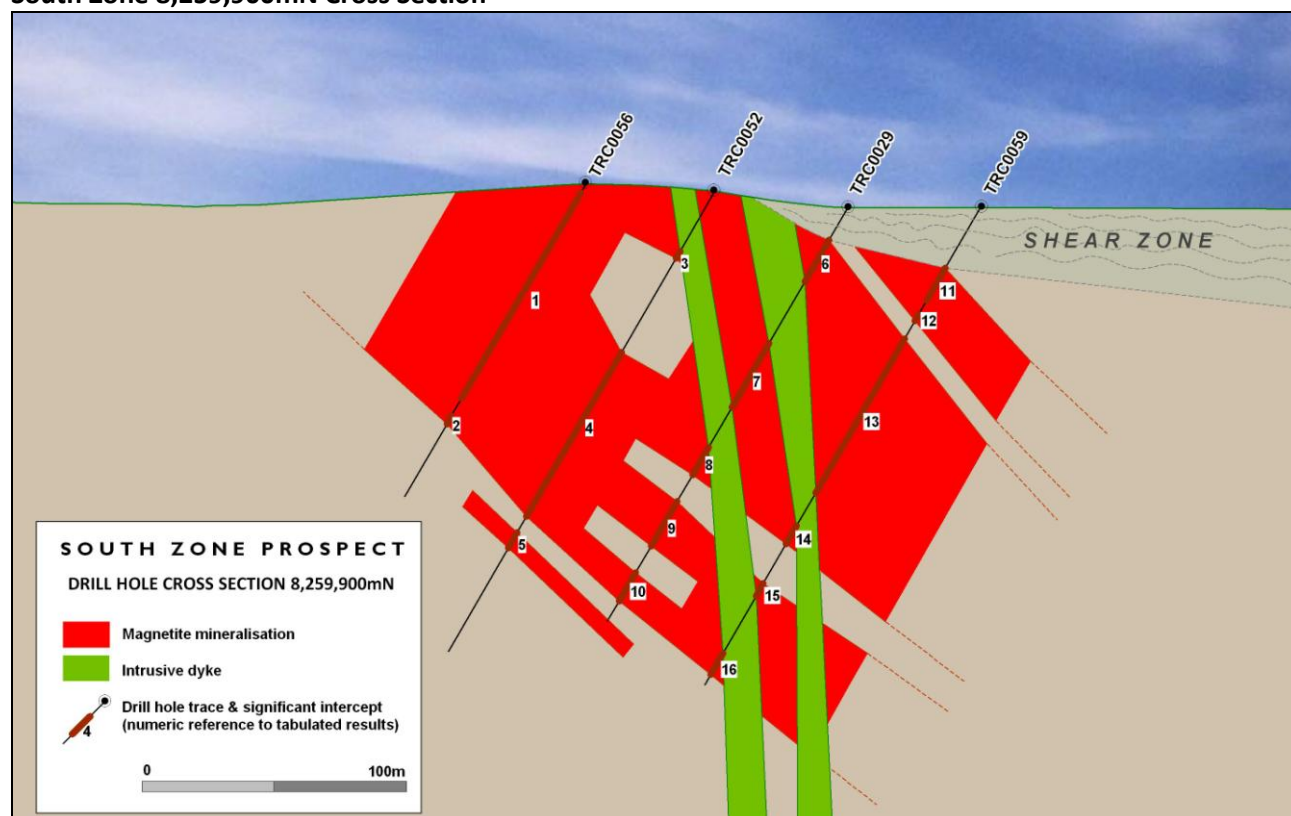 South Zone 8,259,900mN Cross Section
TRC0056
TRC0052
TRC0029
TRC0059
SHEAR ZONE
1
2
3
4
5
6
7
8
9
10
11
12
13
14
15
16
SOUTH ZONE PROSPECT
DRILL HOLE CROSS SECTION 8,259,900mN
Magnetite mineralisation
Intrusive dyke
4
Drill hole trace & significant intercept
(numeric reference to tabulated results)
0 100m